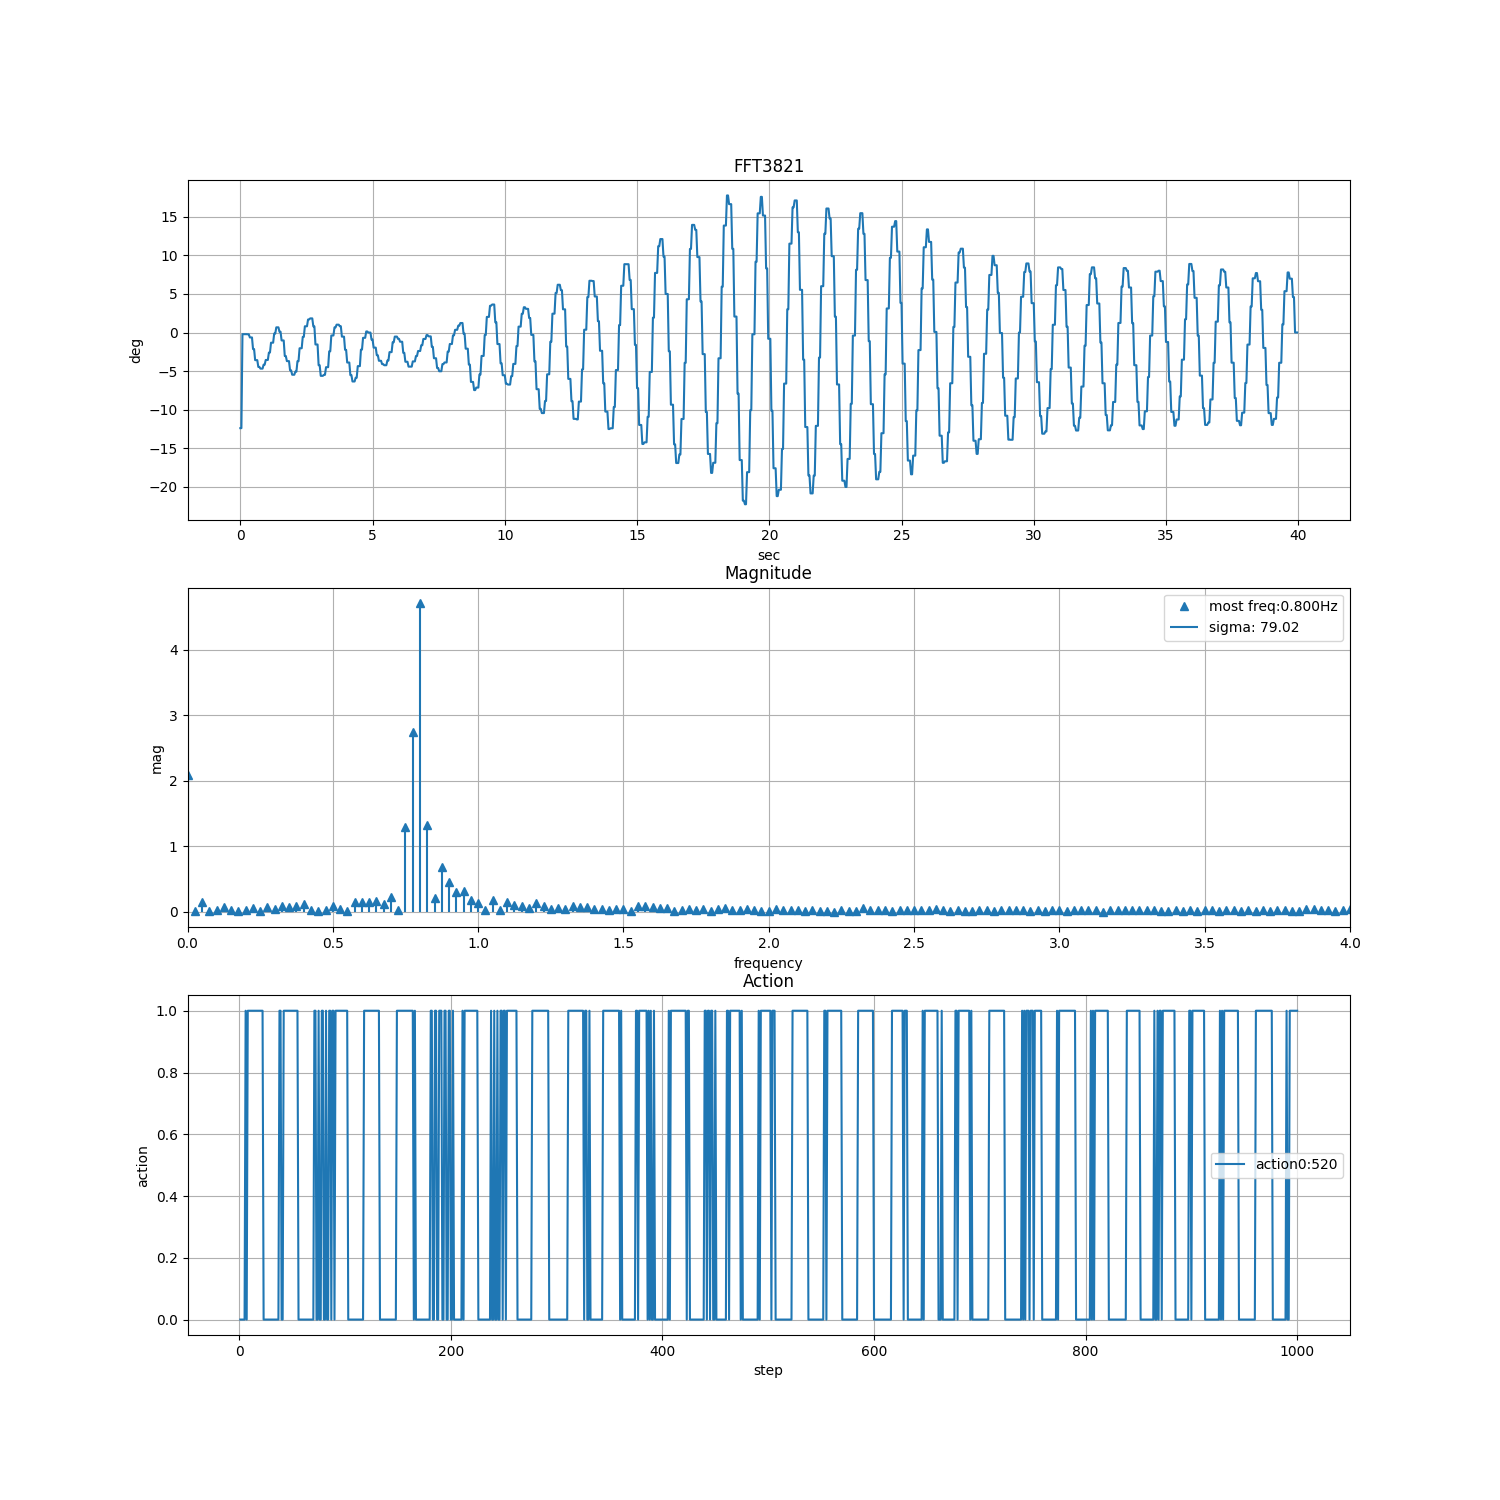 FFT3821
15
10
5
0
−5
−10
−15
−20
deg
0 5 10 15 20 25 30 35 40
sec
Magnitude
most freq:0.800Hz
sigma: 79.02
4
3
2
1
0
mag
0.0 0.5 1.0 1.5 2.0 2.5 3.0 3.5 4.0
frequency
Action
1.0
0.8
0.6
0.4
0.2
0.0
action
action0:520
0 200 400 600 800 1000
step